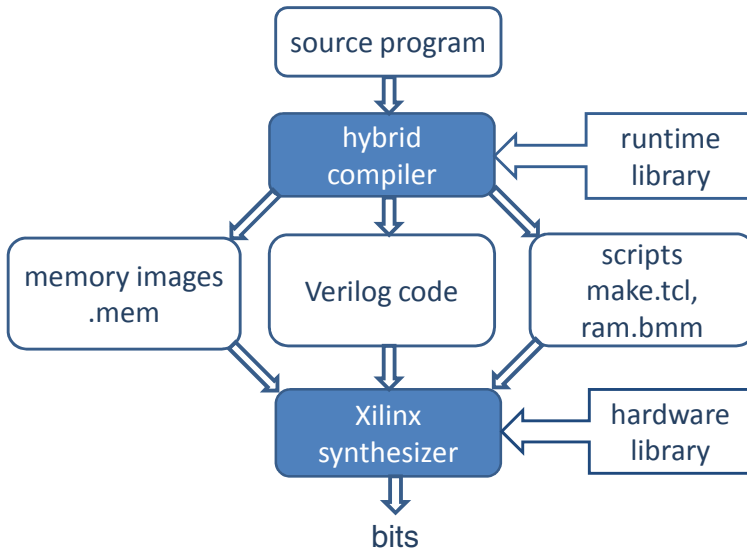 source program
hybrid
compiler
runtime
library
memory images
.mem
Verilog code
scripts
make.tcl,
ram.bmm
Xilinx
synthesizer
hardware
library
bits